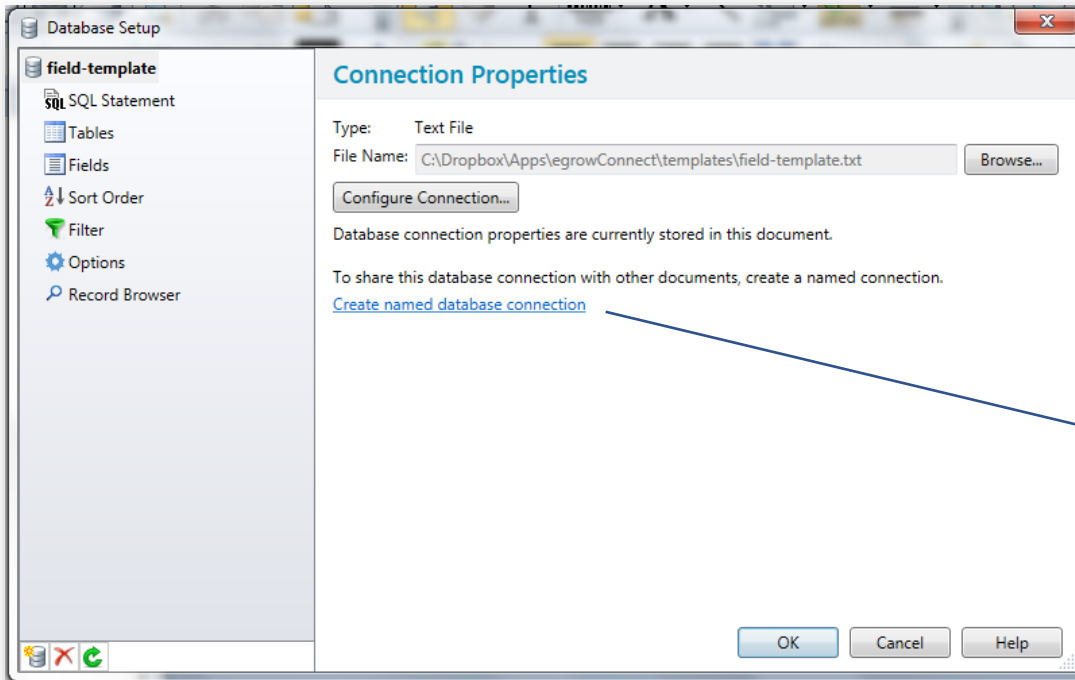 Database Setup
field-template
SQL SQL Statement
Tables
Fields
A Z Sort Order
Filter
Options
Record Browser
Connection Properties
Type: Text File
File Name: C:\Dropbox\Apps\egrowConnect\templates\field-template.txt Browse...
Configure Connection...
Database connection properties are currently stored in this document.
To share this database connection with other documents, create a named connection.
Create named database connection
OK Cancel Help